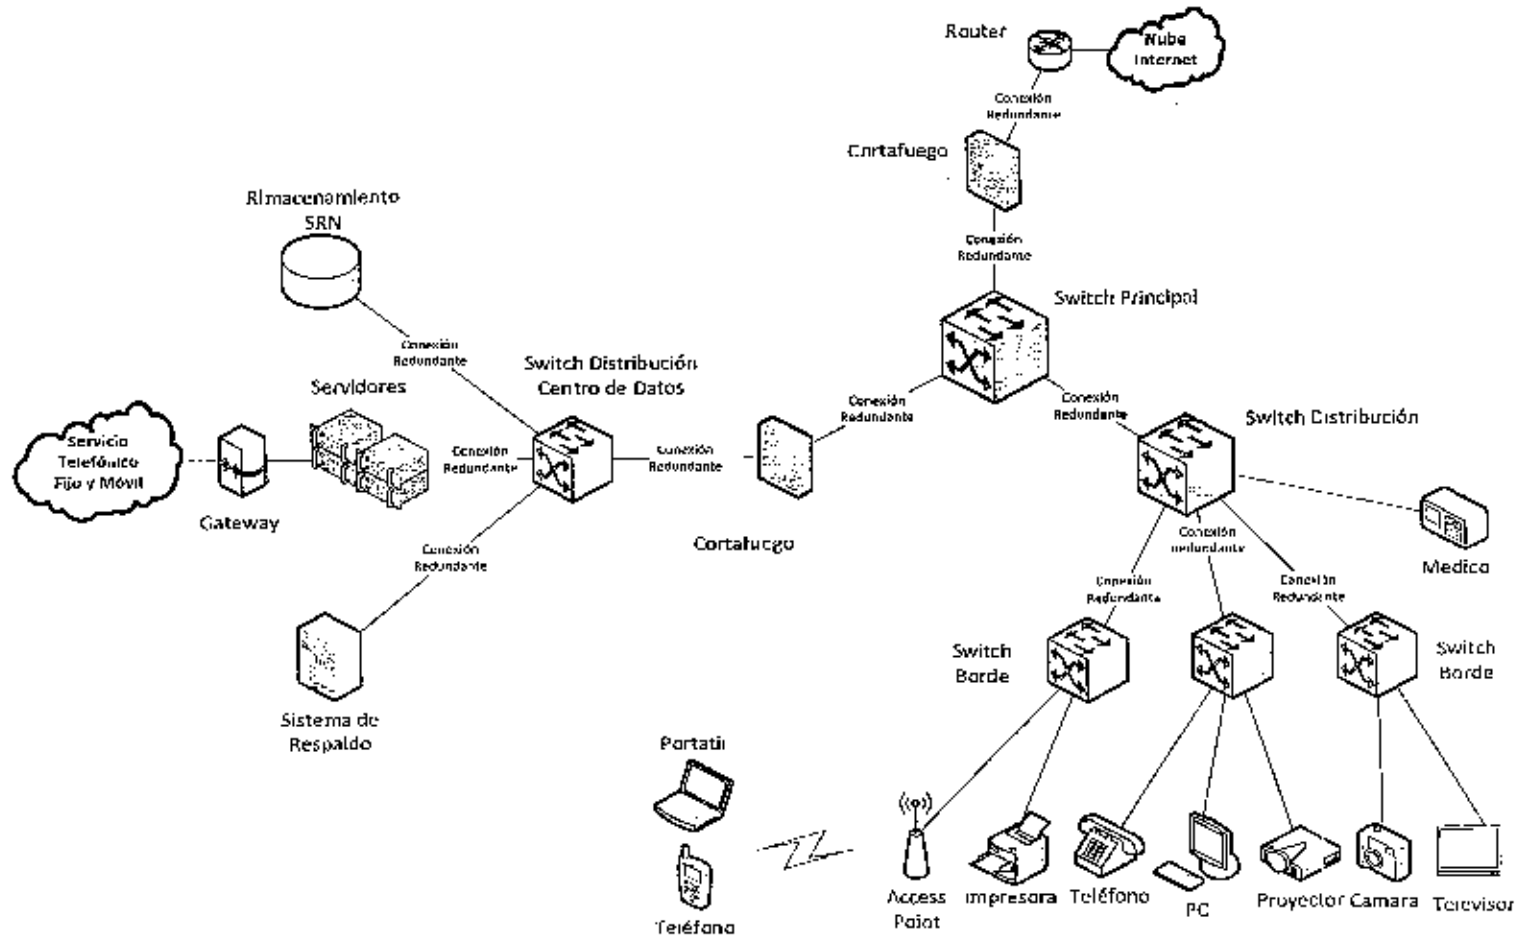 Router
Nube
Internet
Conexión
Redundante
Cortafuego
Conexión
Redundante
Switch Principal
Almacenamiento
SAN
Conexión
Redundante
Switch Distribución
Centro de Datos
Servidores
Conexión
Redundante
Conexión
Redundante
Switch Distribución
Servicio
Telefónico
Fijo y Móvil
Conexión
Redundante
Conexión
Redundante
Gateway
Cortafuego
Conexión
Redundante
Conexión
Redundante
Medico
Conexión
Redundante
Conexión
Redundante
Switch
Borde
Switch
Borde
Sistema de
Respaldo
Portatil
Teléfono
Access
Point
Impresora
Teléfono
PC
Proyector
Camara
Televisor